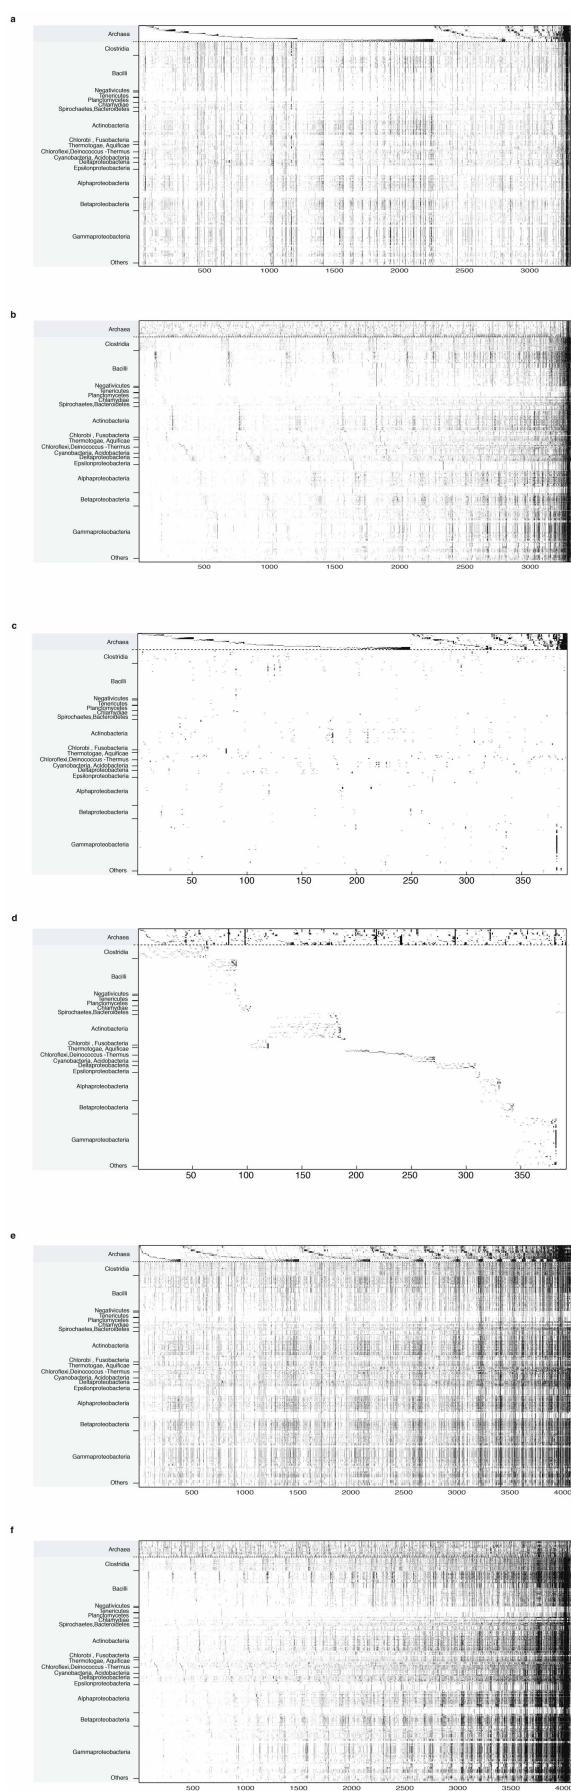 a
Archaea
Clostridia
Bacilli
Negativicutes
Tenericutes
Planctomycetes
Chlamydiae
Spirochaetes,Bacteroidetes
Actinobacteria
Chlorobi , Fusobacteria
Thermotogae, Aquificae
Chloroflexi,Deinococcus -Thermus
Cyanobacteria, Acidobacteria
Deltaproteobacteria
Epsilonproteobacteria
Alphaproteobacteria
Betaproteobacteria
Gammaproteobacteria
Others
500 1000 1500 2000 2500 3000
b
Archaea
Clostridia
Bacilli
Negativicutes
Tenericutes
Planctomycetes
Chlamydiae
Spirochaetes,Bacteroidetes
Actinobacteria
Chlorobi , Fusobacteria
Thermotogae, Aquificae
Chloroflexi,Deinococcus -Thermus
Cyanobacteria, Acidobacteria
Deltaproteobacteria
Epsilonproteobacteria
Alphaproteobacteria
Betaproteobacteria
Gammaproteobacteria
Others
500 1000 1500 2000 2500 3000
c
Archaea
Clostridia
Bacilli
Negativicutes
Tenericutes
Planctomycetes
Chlamydiae
Spirochaetes,Bacteroidetes
Actinobacteria
Chlorobi , Fusobacteria
Thermotogae, Aquificae
Chloroflexi,Deinococcus -Thermus
Cyanobacteria, Acidobacteria
Deltaproteobacteria
Epsilonproteobacteria
Alphaproteobacteria
Betaproteobacteria
Gammaproteobacteria
Others
50 100 150 200 250 300 350
d
Archaea
Clostridia
Bacilli
Negativicutes
Tenericutes
Planctomycetes
Chlamydiae
Spirochaetes,Bacteroidetes
Actinobacteria
Chlorobi , Fusobacteria
Thermotogae, Aquificae
Chloroflexi,Deinococcus -Thermus
Cyanobacteria, Acidobacteria
Deltaproteobacteria
Epsilonproteobacteria
Alphaproteobacteria
Betaproteobacteria
Gammaproteobacteria
Others
50 100 150 200 250 300 350
e
Archaea
Clostridia
Bacilli
Negativicutes
Tenericutes
Planctomycetes
Chlamydiae
Spirochaetes,Bacteroidetes
Actinobacteria
Chlorobi , Fusobacteria
Thermotogae, Aquificae
Chloroflexi,Deinococcus -Thermus
Cyanobacteria, Acidobacteria
Deltaproteobacteria
Epsilonproteobacteria
Alphaproteobacteria
Betaproteobacteria
Gammaproteobacteria
Others
500 1000 1500 2000 2500 3000 3500 4000
f
Archaea
Clostridia
Bacilli
Negativicutes
Tenericutes
Planctomycetes
Chlamydiae
Spirochaetes,Bacteroidetes
Actinobacteria
Chlorobi , Fusobacteria
Thermotogae, Aquificae
Chloroflexi,Deinococcus -Thermus
Cyanobacteria, Acidobacteria
Deltaproteobacteria
Epsilonproteobacteria
Alphaproteobacteria
Betaproteobacteria
Gammaproteobacteria
Others
500 1000 1500 2000 2500 3000 3500 4000